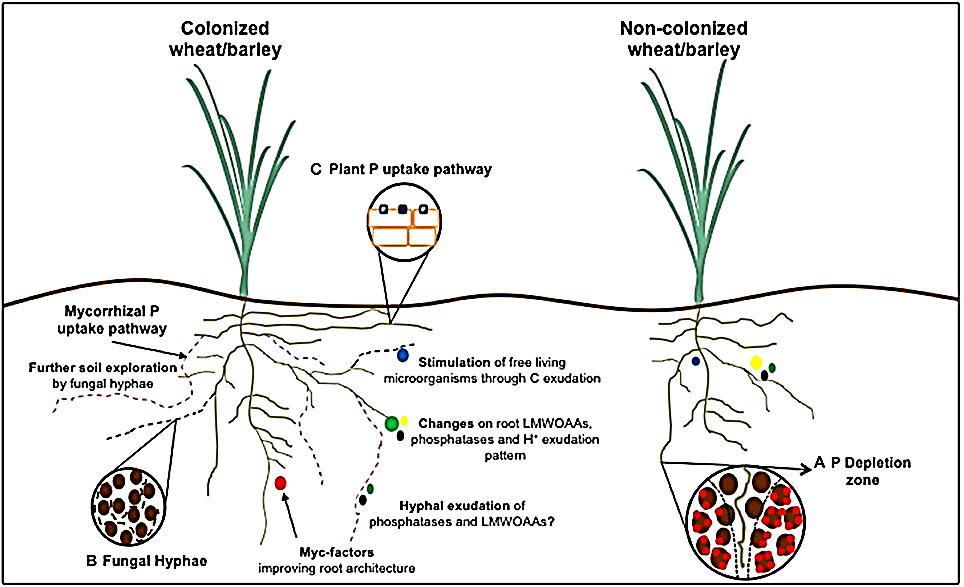 Colonized
wheat/barley
Non-colonized
wheat/barley
C Plant P uptake pathway
Mycorrhizal P
uptake pathway
Further soil exploration
by fungal hyphae
Stimulation of free living
microorganisms through C exudation
Changes on root LMWOAAs,
phosphatases and H⁺ exudation
pattern
A P Depletion
zone
Hyphal exudation of
phosphatases and LMWOAAs?
B Fungal Hyphae
Myc-factors
improving root architecture